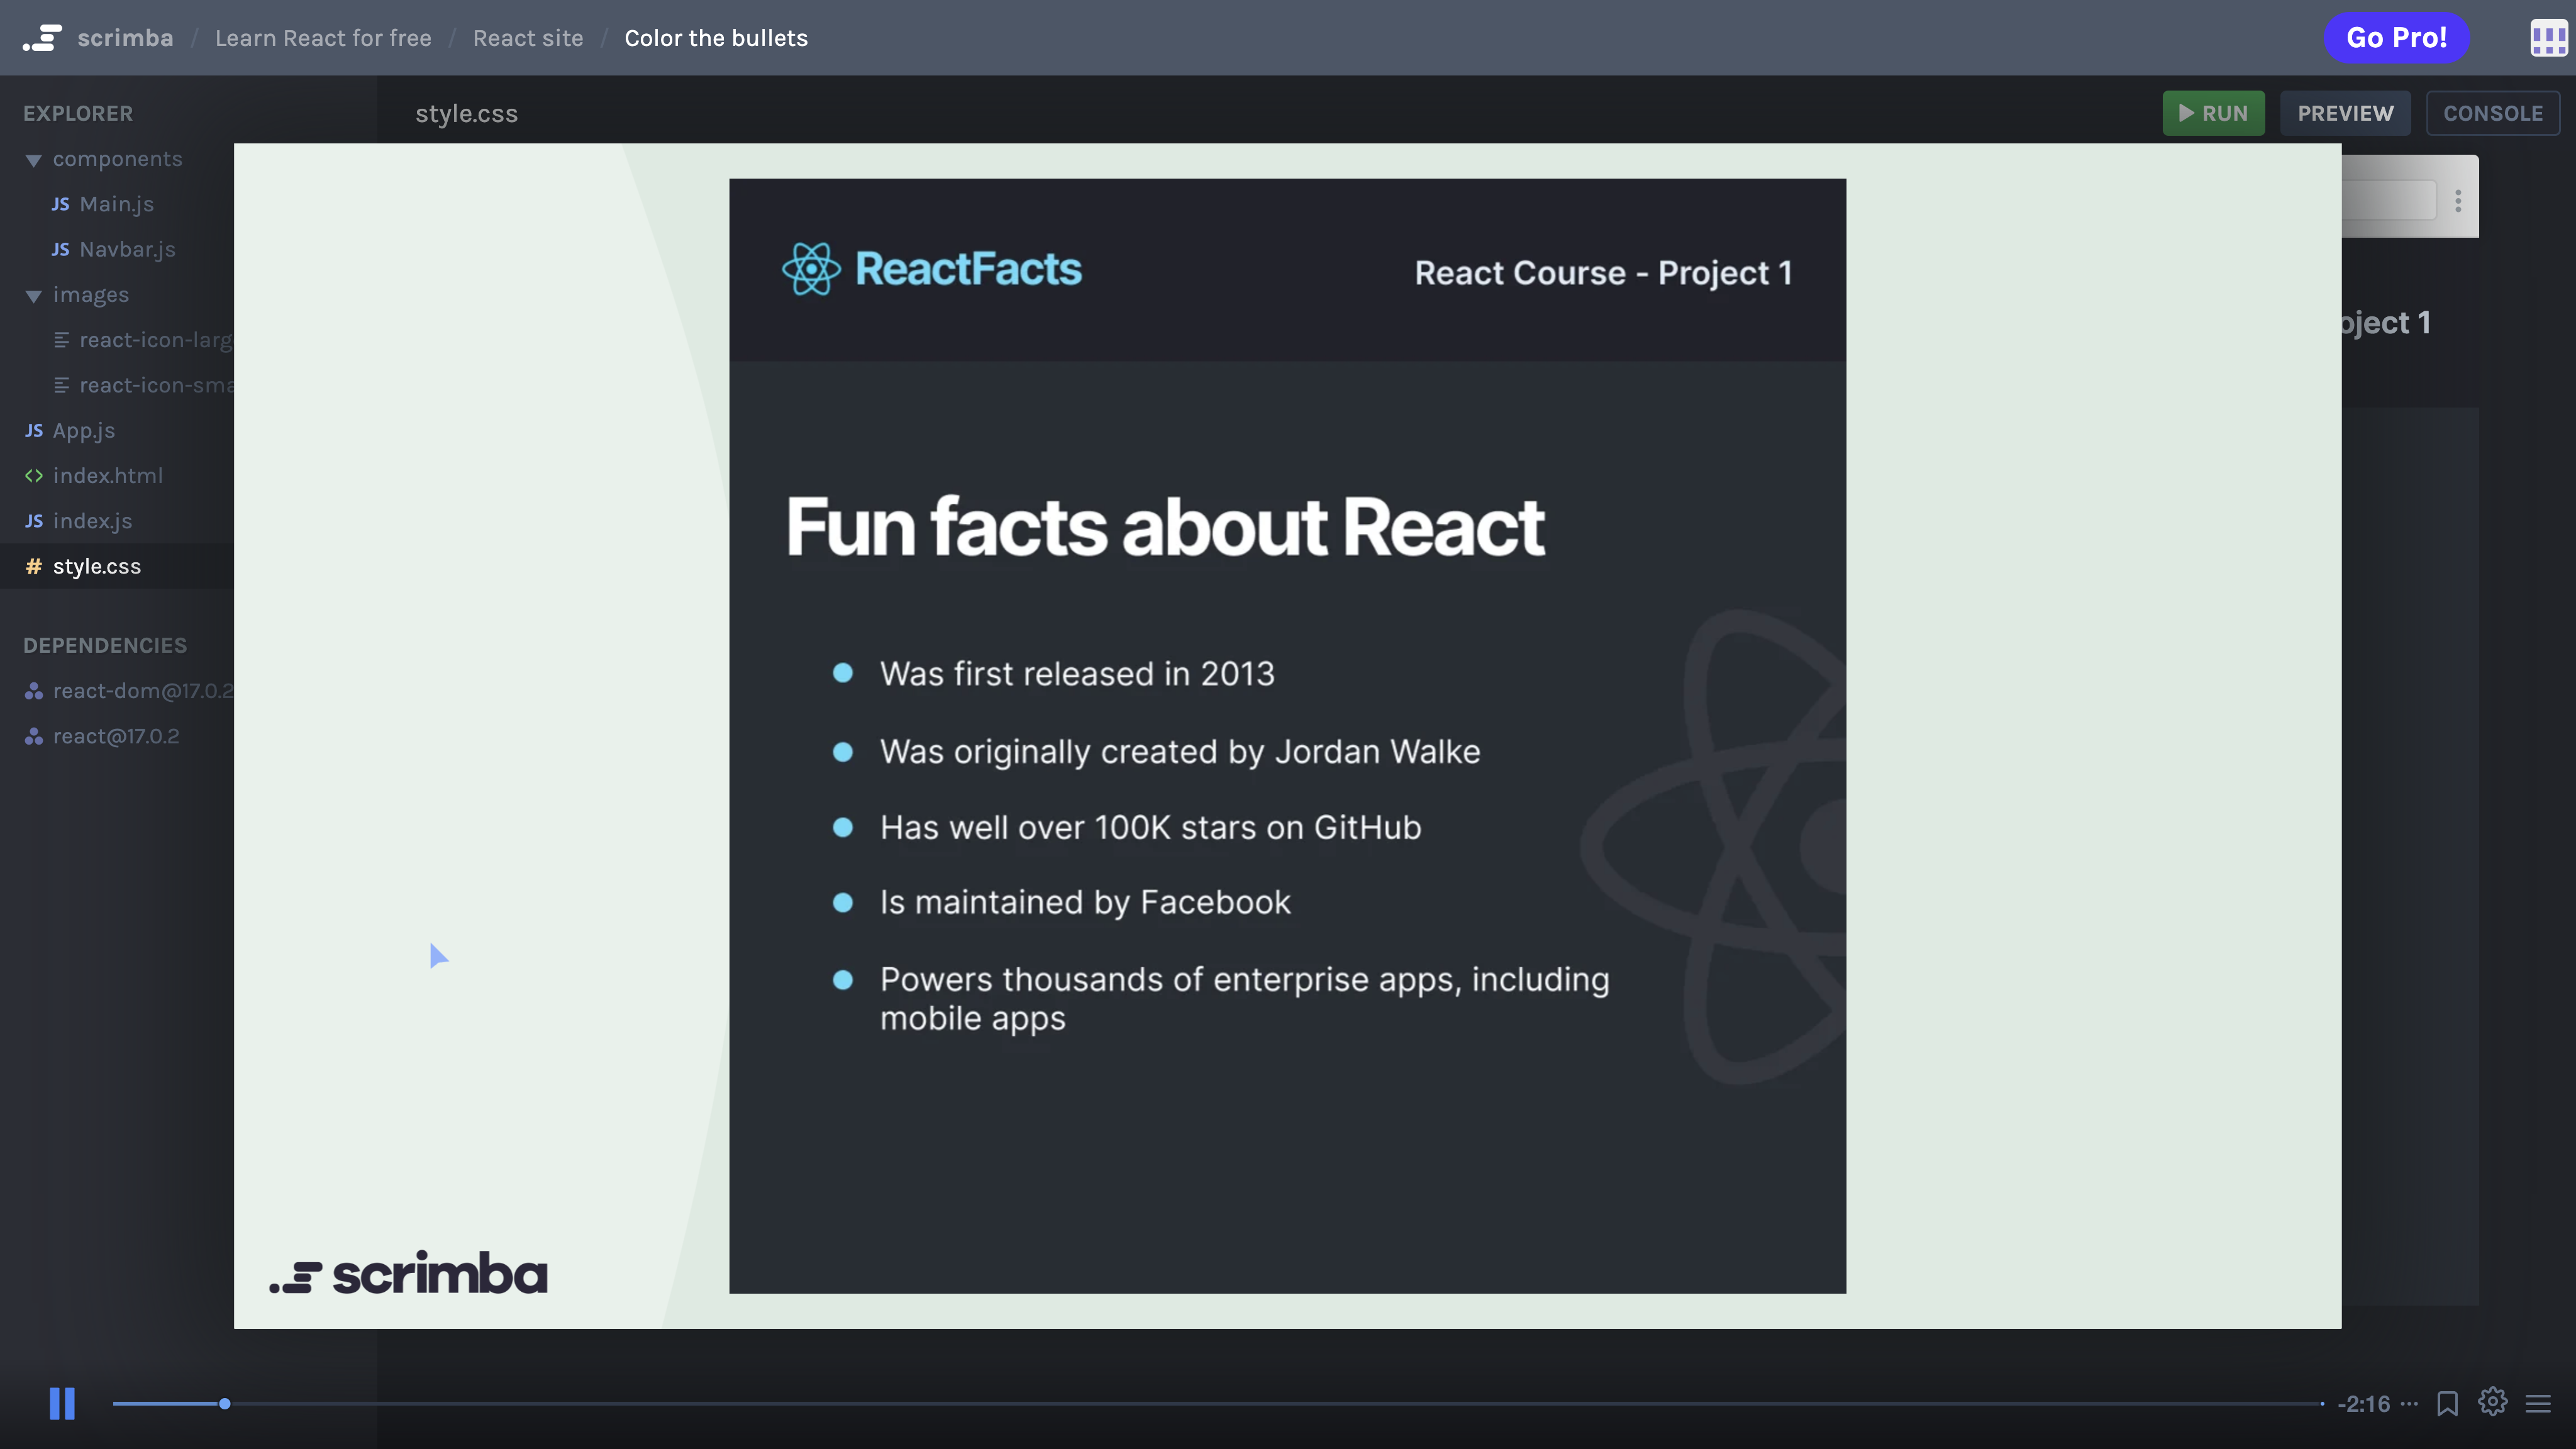 scrimba / Learn React for free / React site / Color the bullets
Go Pro!
EXPLORER
components
JS Main.js
JS Navbar.js
images
react-icon-larg
react-icon-sma
JS App.js
<> index.html
JS index.js
# style.css
DEPENDENCIES
react-dom@17.0.2
react@17.0.2
style.css
RUN
PREVIEW
CONSOLE
oject 1
ReactFacts
React Course - Project 1
Fun facts about React
Was first released in 2013
Was originally created by Jordan Walke
Has well over 100K stars on GitHub
Is maintained by Facebook
Powers thousands of enterprise apps, including
mobile apps
scrimba
-2:16